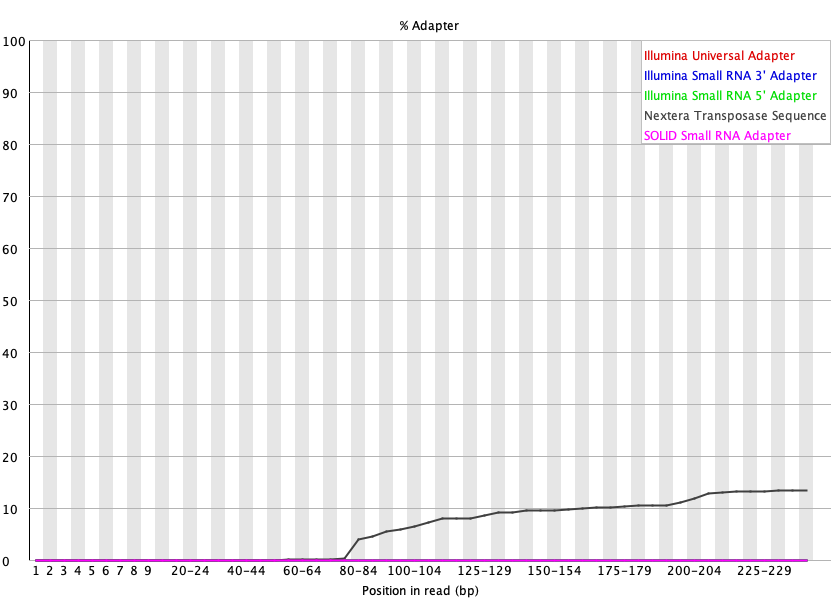 % Adapter
100
90
80
70
60
50
40
30
20
10
0
Illumina Universal Adapter
Illumina Small RNA 3' Adapter
Illumina Small RNA 5' Adapter
Nextera Transposase Sequence
SOLID Small RNA Adapter
1 2 3 4 5 6 7 8 9 20-24 40-44 60-64 80-84 100-104 125-129 150-154 175-179 200-204 225-229
Position in read (bp)